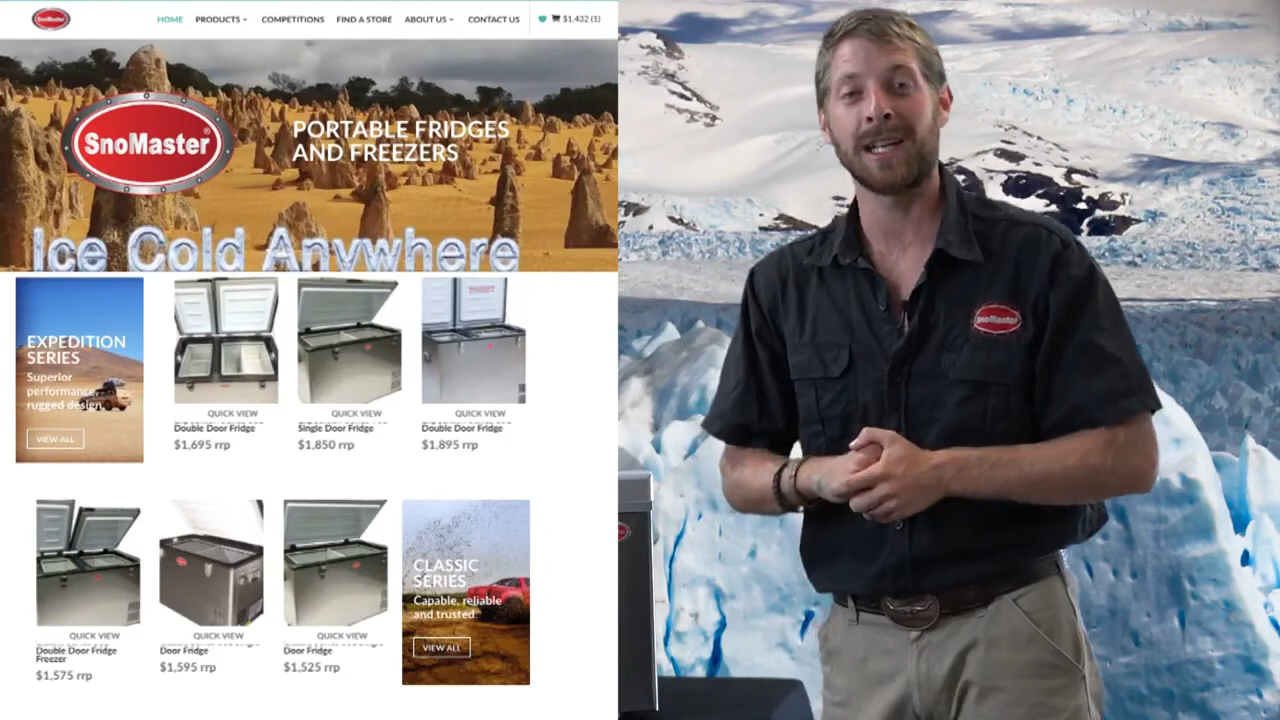 HOME PRODUCTS COMPETITIONS FIND A STORE ABOUT US CONTACT US $1,432 (1)
SnoMaster®
PORTABLE FRIDGES
AND FREEZERS
Ice Cold Anywhere
EXPEDITION
SERIES
Superior
performance,
rugged design.
VIEW ALL
QUICK VIEW
Double Door Fridge
$1,695 rrp
QUICK VIEW
Single Door Fridge
$1,850 rrp
QUICK VIEW
Double Door Fridge
$1,895 rrp
QUICK VIEW
Double Door Fridge
Freezer
$1,575 rrp
QUICK VIEW
Door Fridge
$1,595 rrp
QUICK VIEW
Door Fridge
$1,525 rrp
CLASSIC
SERIES
Capable, reliable
and trusted.
VIEW ALL
SnoMaster